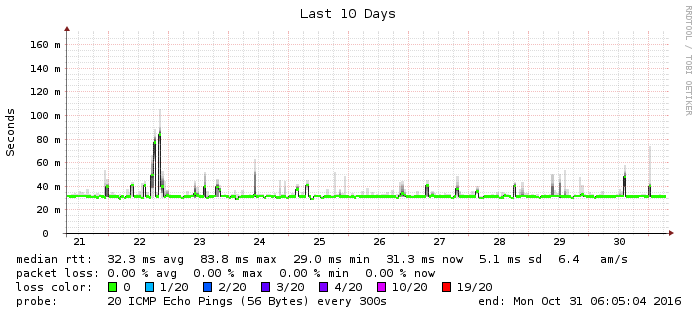 Last 10 Days
RRDTOOL / TOBI OETIKER
Seconds
160 m
140 m
120 m
100 m
80 m
60 m
40 m
20 m
0
21 22 23 24 25 26 27 28 29 30
median rtt: 32.3 ms avg 83.8 ms max 29.0 ms min 31.3 ms now 5.1 ms sd 6.4 am/s
packet loss: 0.00 % avg 0.00 % max 0.00 % min 0.00 % now
loss color: 0 1/20 2/20 3/20 4/20 10/20 19/20
probe: 20 ICMP Echo Pings (56 Bytes) every 300s end: Mon Oct 31 06:05:04 2016